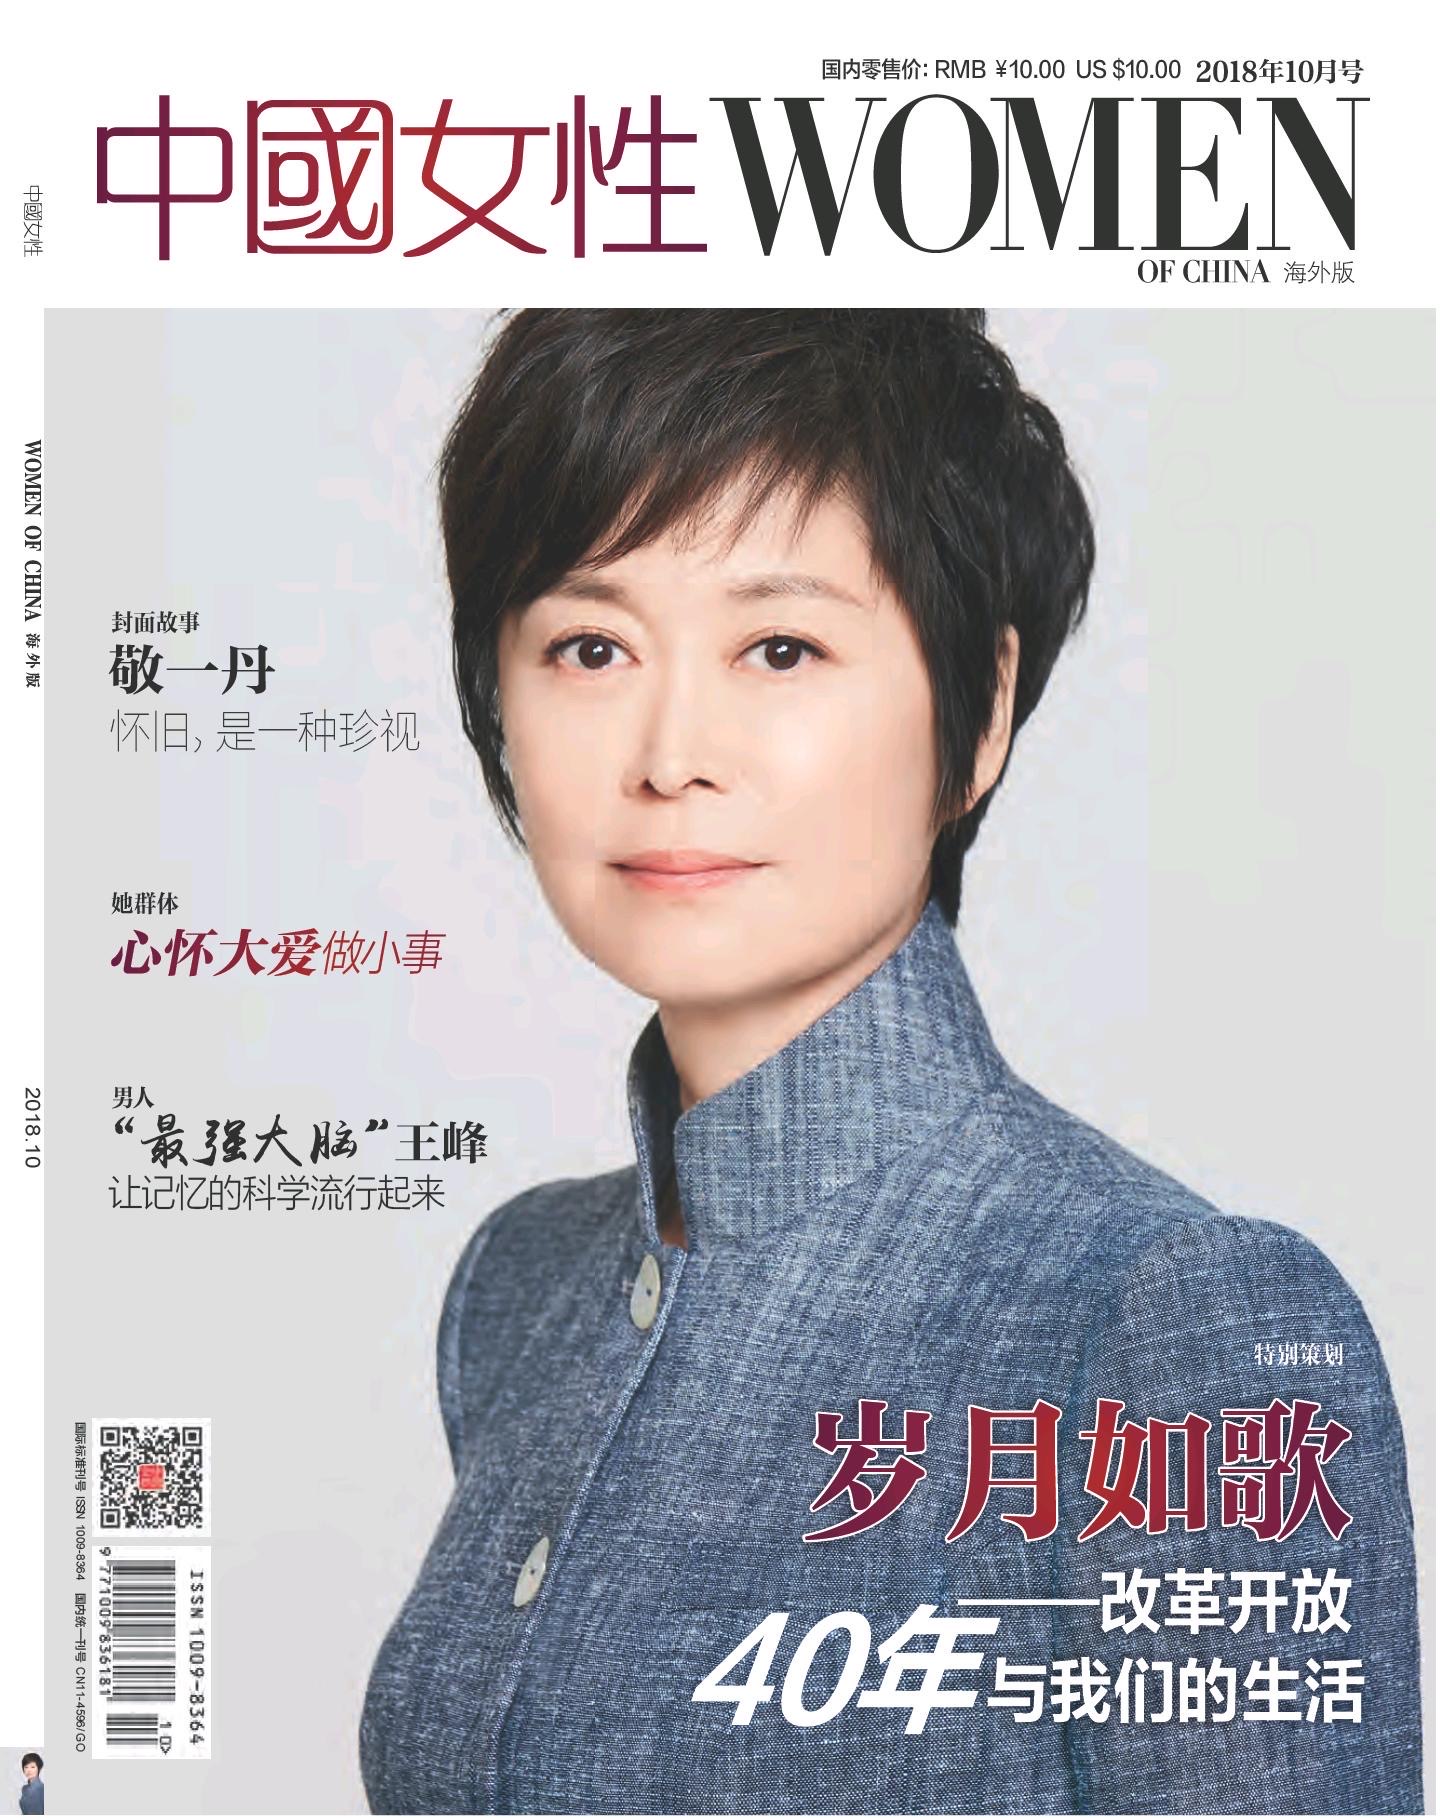 国内零售价: RMB ¥10.00 US $10.00 2018年10月号
中國女性 WOMEN
OF CHINA 海外版
中國女性
WOMEN OF CHINA 海外版
2018.10
封面故事
敬一丹
怀旧，是一种珍视
她群体
心怀大爱做小事
男人
“最强大脑”王峰
让记忆的科学流行起来
特别策划
岁月如歌
——改革开放
40年与我们的生活
国际标准刊号 ISSN 1009-8364 国内统一刊号 CN11-4596/GO
ISSN 1009-8364
9 771009 836181
10>